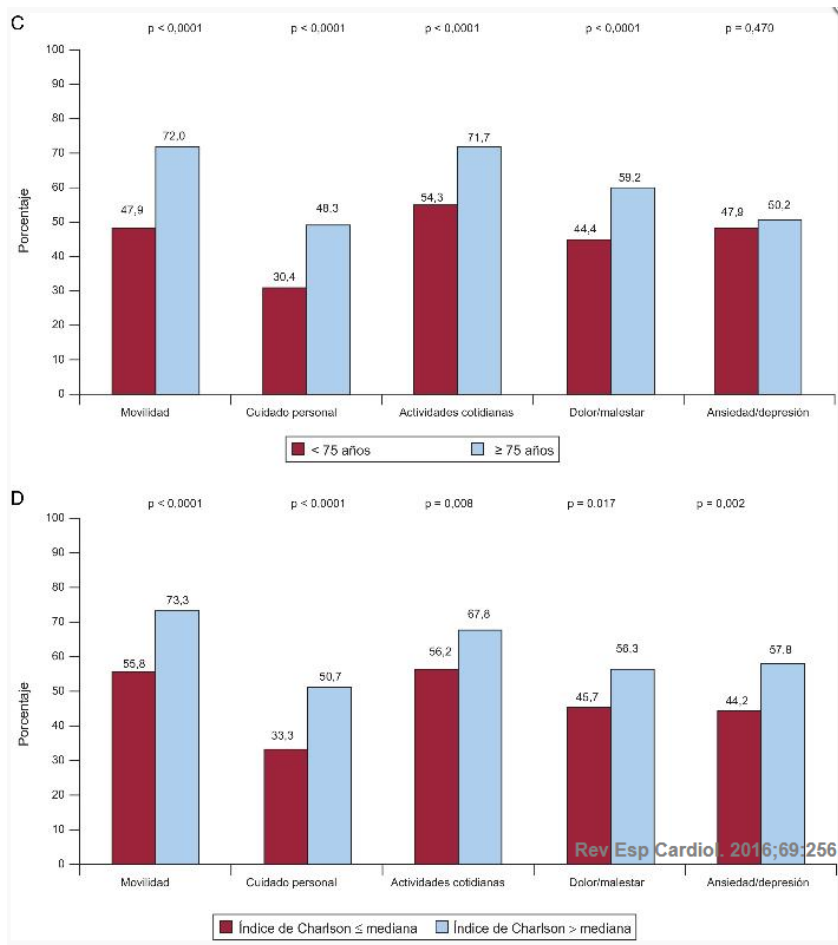 C
p < 0,0001 p < 0,0001 p < 0,0001 p < 0,0001 p = 0,470
100
90
80
70
60
50
40
30
20
10
0
Porcentaje
47,9 72,0 30,4 48,3 54,3 71,7 44,4 59,2 47,9 50,2
Movilidad Cuidado personal Actividades cotidianas Dolor/malestar Ansiedad/depresión
< 75 años ≥ 75 años
D
p < 0,0001 p < 0,0001 p = 0,008 p = 0,017 p = 0,002
100
90
80
70
60
50
40
30
20
10
0
Porcentaje
55,8 73,3 33,3 50,7 56,2 67,8 45,7 56,3 44,2 57,8
Rev Esp Cardiol. 2016;69:256
Movilidad Cuidado personal Actividades cotidianas Dolor/malestar Ansiedad/depresión
Índice de Charlson ≤ mediana Índice de Charlson > mediana